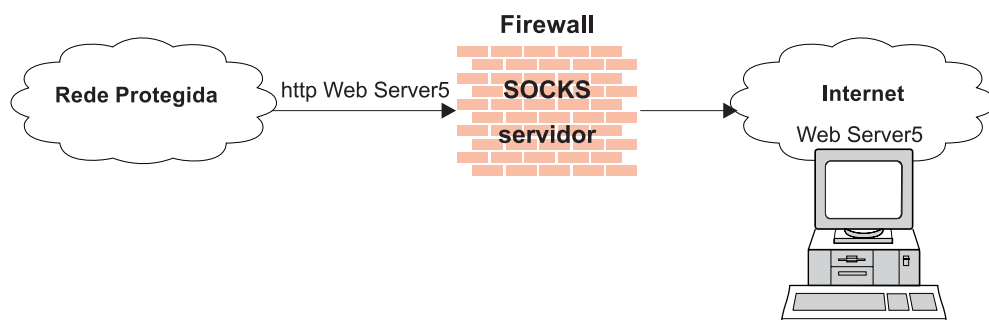 Firewall
Rede Protegida
http Web Server5
SOCKS
servidor
Internet
Web Server5